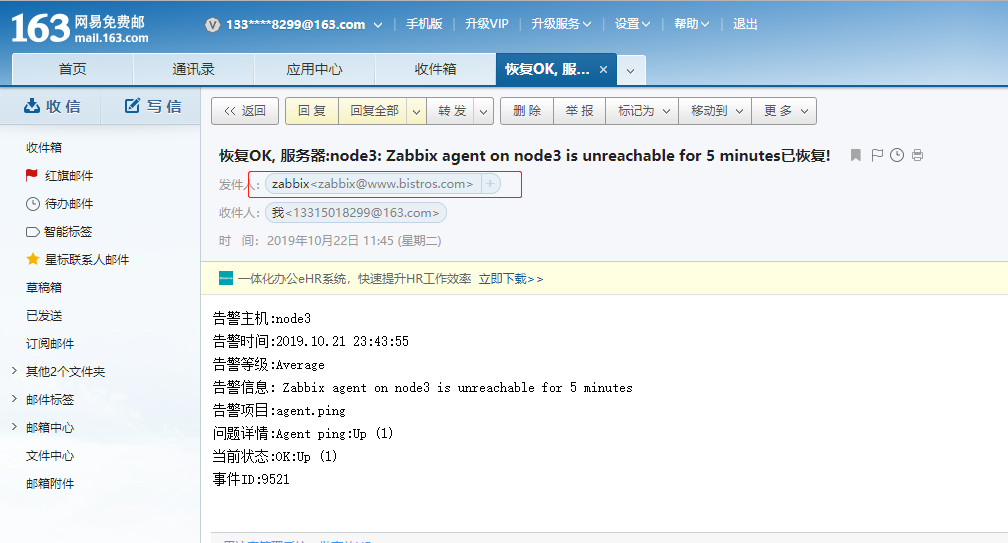 163 网易免费邮
mail.163.com
V 133****8299@163.com 手机版 升级VIP 升级服务 设置 帮助 退出
首页 通讯录 应用中心 收件箱 恢复OK, 服... ×
收信 写信
<< 返回 回复 回复全部 转发 删除 举报 标记为 移动到 更多
收件箱
红旗邮件
待办邮件
智能标签
星标联系人邮件
草稿箱
已发送
订阅邮件
其他2个文件夹
邮件标签
邮箱中心
文件中心
邮箱附件
恢复OK, 服务器:node3: Zabbix agent on node3 is unreachable for 5 minutes已恢复!
发件人: zabbix<zabbix@www.bistros.com> +
收件人: 我<13315018299@163.com>
时 间: 2019年10月22日 11:45 (星期二)
一体化办公eHR系统，快速提升HR工作效率 立即下载>>
告警主机:node3
告警时间:2019.10.21 23:43:55
告警等级:Average
告警信息: Zabbix agent on node3 is unreachable for 5 minutes
告警项目:agent.ping
问题详情:Agent ping:Up (1)
当前状态:OK:Up (1)
事件ID:9521